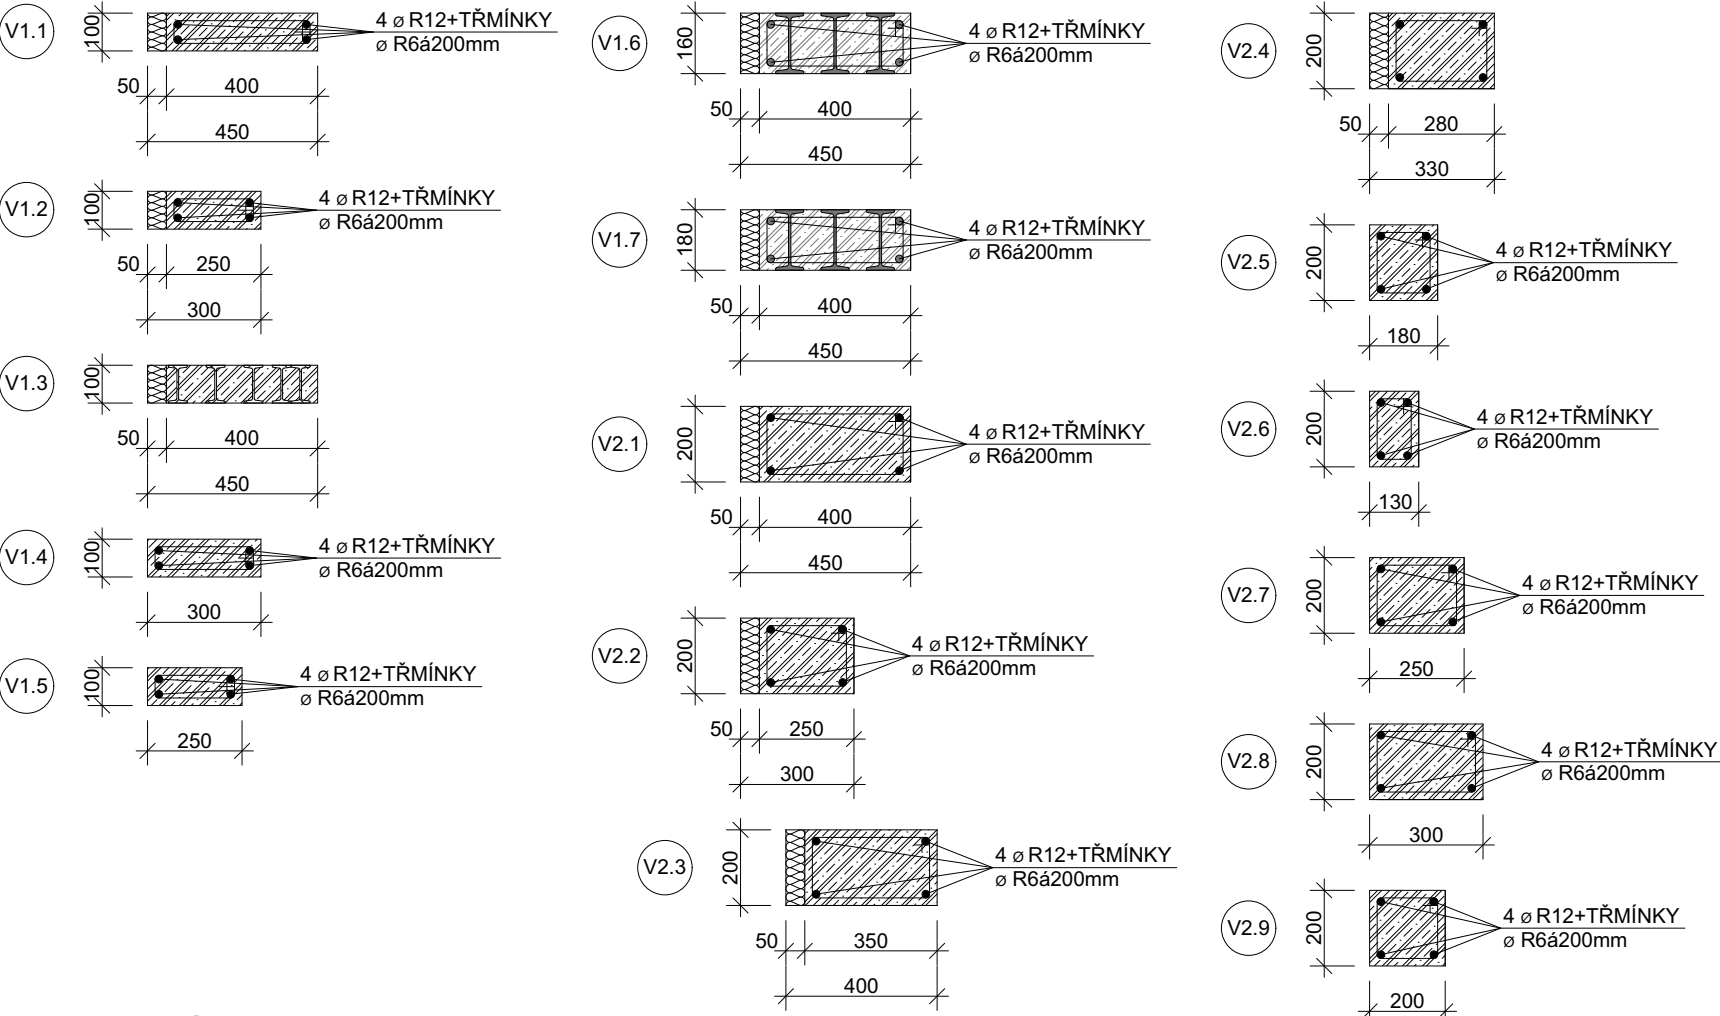 V1.1
100
4 ø R12+TŘMÍNKY
ø R6á200mm
50
400
450
V1.2
100
4 ø R12+TŘMÍNKY
ø R6á200mm
50
250
300
V1.3
100
50
400
450
V1.4
100
4 ø R12+TŘMÍNKY
ø R6á200mm
300
V1.5
100
4 ø R12+TŘMÍNKY
ø R6á200mm
250
V1.6
160
4 ø R12+TŘMÍNKY
ø R6á200mm
50
400
450
V1.7
180
4 ø R12+TŘMÍNKY
ø R6á200mm
50
400
450
V2.1
200
4 ø R12+TŘMÍNKY
ø R6á200mm
50
400
450
V2.2
200
4 ø R12+TŘMÍNKY
ø R6á200mm
50
250
300
V2.3
200
4 ø R12+TŘMÍNKY
ø R6á200mm
50
350
400
V2.4
200
50
280
330
V2.5
200
4 ø R12+TŘMÍNKY
ø R6á200mm
180
V2.6
200
4 ø R12+TŘMÍNKY
ø R6á200mm
130
V2.7
200
4 ø R12+TŘMÍNKY
ø R6á200mm
250
V2.8
200
4 ø R12+TŘMÍNKY
ø R6á200mm
300
V2.9
200
4 ø R12+TŘMÍNKY
ø R6á200mm
200